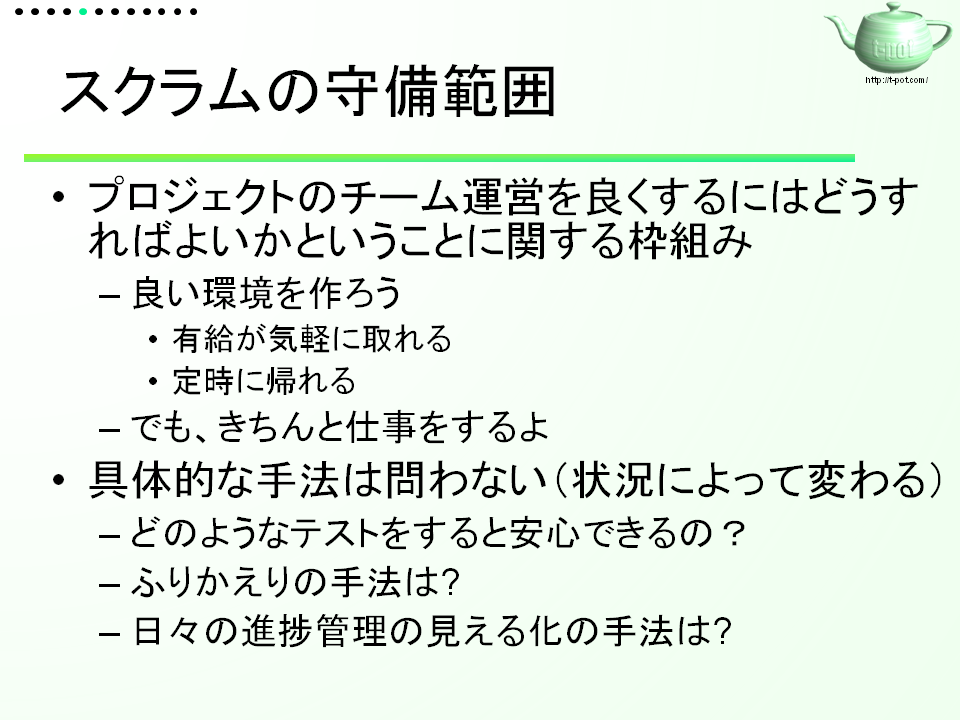 t-pot
http://t-pot.com/
スクラムの守備範囲
• プロジェクトのチーム運営を良くするにはどうす
ればよいかということに関する枠組み
– 良い環境を作ろう
• 有給が気軽に取れる
• 定時に帰れる
– でも、きちんと仕事をするよ
• 具体的な手法は問わない（状況によって変わる）
– どのようなテストをすると安心できるの？
– ふりかえりの手法は?
– 日々の進捗管理の見える化の手法は?